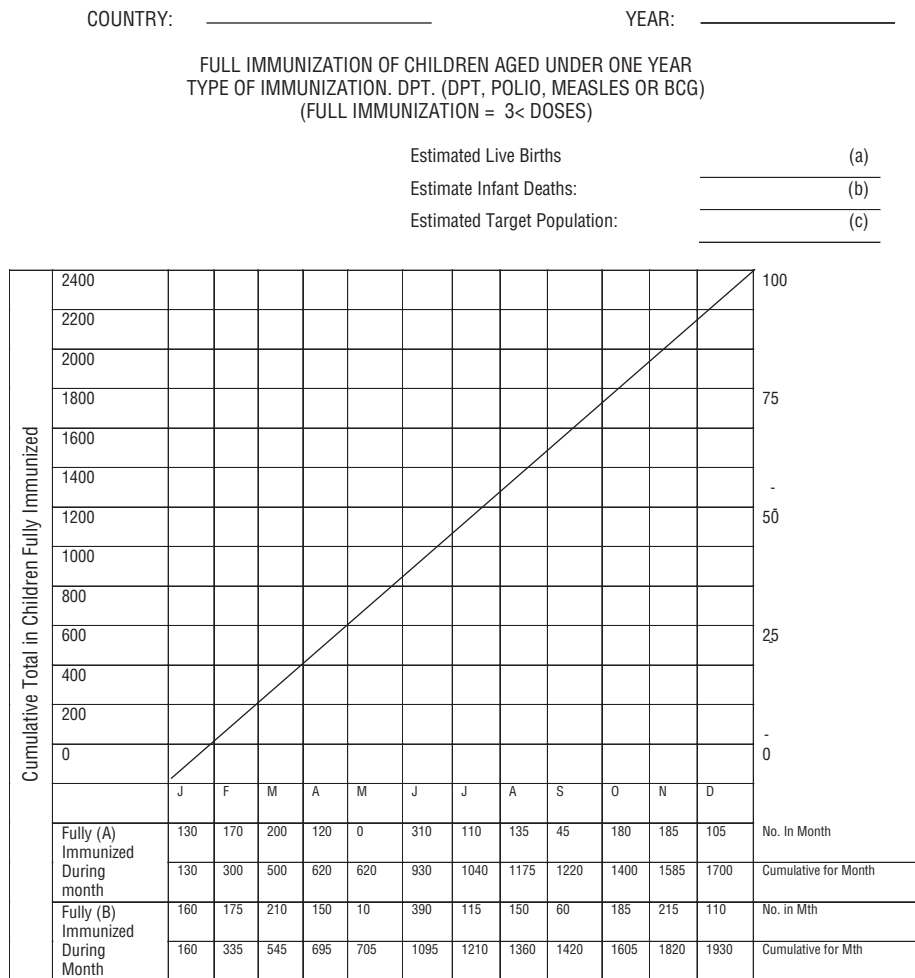 COUNTRY: YEAR:
FULL IMMUNIZATION OF CHILDREN AGED UNDER ONE YEAR
TYPE OF IMMUNIZATION. DPT. (DPT, POLIO, MEASLES OR BCG)
(FULL IMMUNIZATION = 3< DOSES)
Estimated Live Births (a)
Estimate Infant Deaths: (b)
Estimated Target Population: (c)
Cumulative Total in Children Fully Immunized
2400 100
2200
2000
1800 75
1600
1400
-
1200 50
1000
800
600 25
400
200
-
0 0
J F M A M J J A S O N D
Fully (A) 130 170 200 120 0 310 110 135 45 180 185 105 No. In Month
Immunized
During 130 300 500 620 620 930 1040 1175 1220 1400 1585 1700 Cumulative for Month
month
Fully (B) 160 175 210 150 10 390 115 150 60 185 215 110 No. in Mth
Immunized
During 160 335 545 695 705 1095 1210 1360 1420 1605 1820 1930 Cumulative for Mth
Month